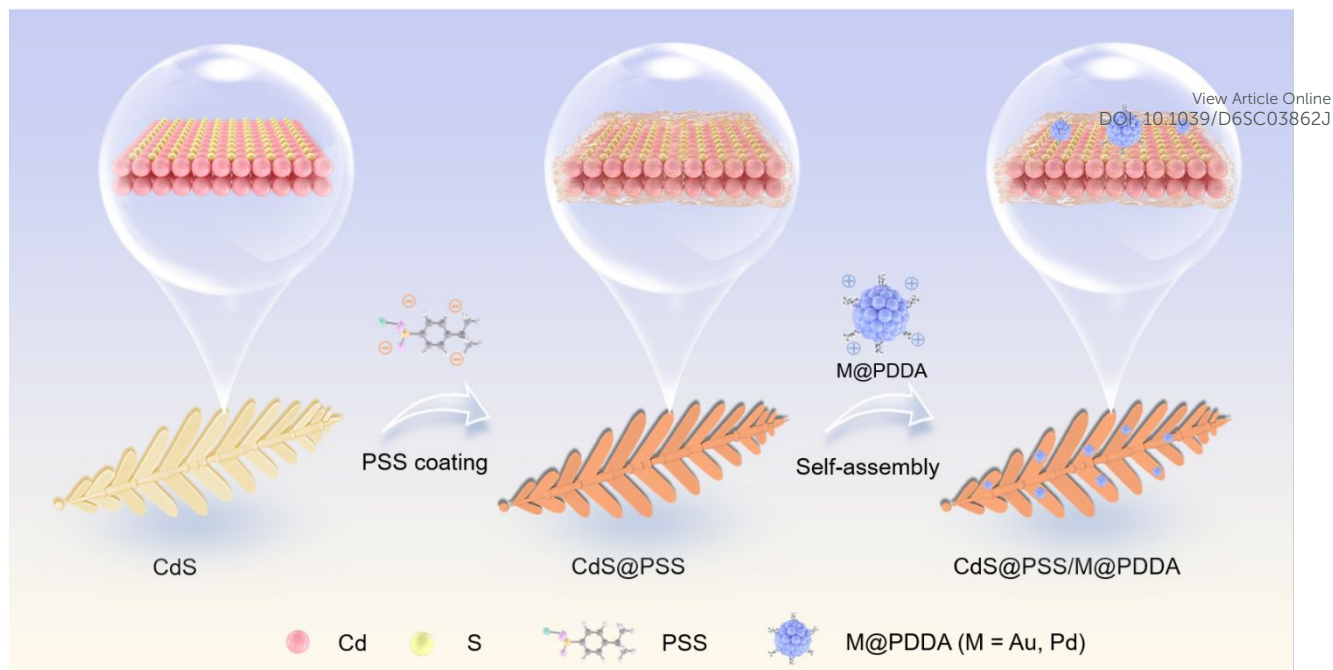 View Article Online
DOI: 10.1039/D6SC03862J
M@PDDA
PSS coating
Self-assembly
CdS
CdS@PSS
CdS@PSS/M@PDDA
Cd
S
PSS
M@PDDA (M = Au, Pd)